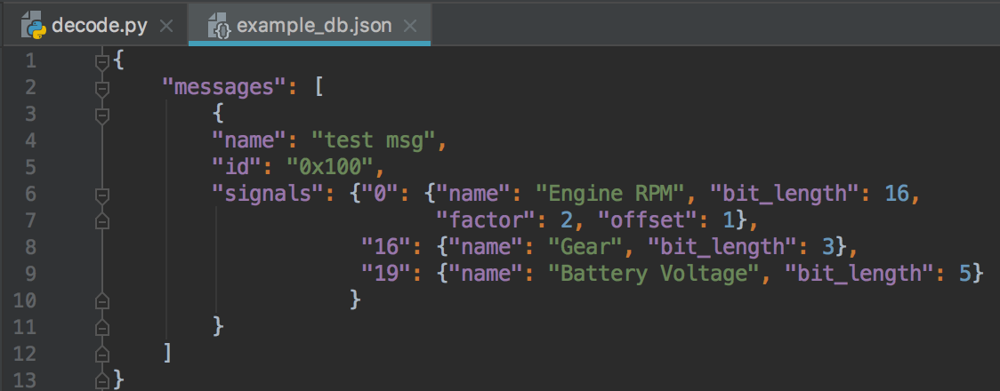 decode.py example_db.json
1 {
2     "messages": [
3         {
4         "name": "test msg",
5         "id": "0x100",
6         "signals": {"0": {"name": "Engine RPM", "bit_length": 16,
7                           "factor": 2, "offset": 1},
8                     "16": {"name": "Gear", "bit_length": 3},
9                     "19": {"name": "Battery Voltage", "bit_length": 5}
10                    }
11         }
12     ]
13 }